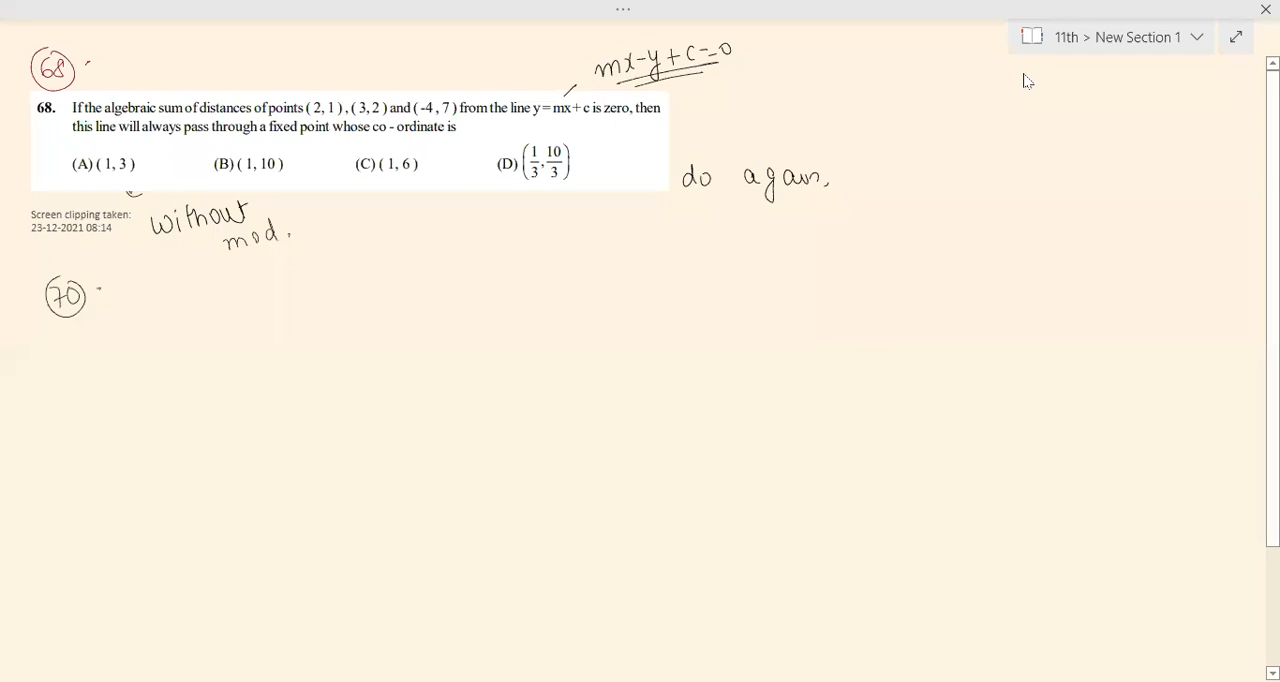 11th > New Section 1
68
mx-y+c=0
68. If the algebraic sum of distances of points ( 2, 1 ) , ( 3, 2 ) and ( -4 , 7 ) from the line y = mx + c is zero, then
this line will always pass through a fixed point whose co - ordinate is
(A) ( 1, 3 ) (B) ( 1, 10 ) (C) ( 1, 6 ) (D) (1/3, 10/3)
do again.
Screen clipping taken:
23-12-2021 08:14
without
mod.
70